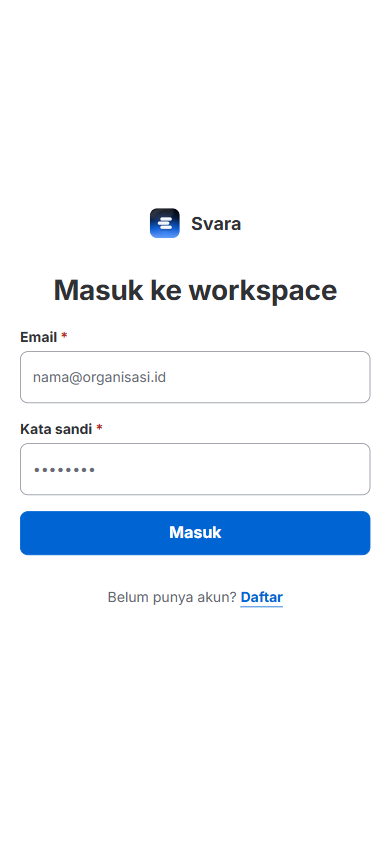 Svara
Masuk ke workspace
Email *
nama@organisasi.id
Kata sandi *
••••••••
Masuk
Belum punya akun? Daftar